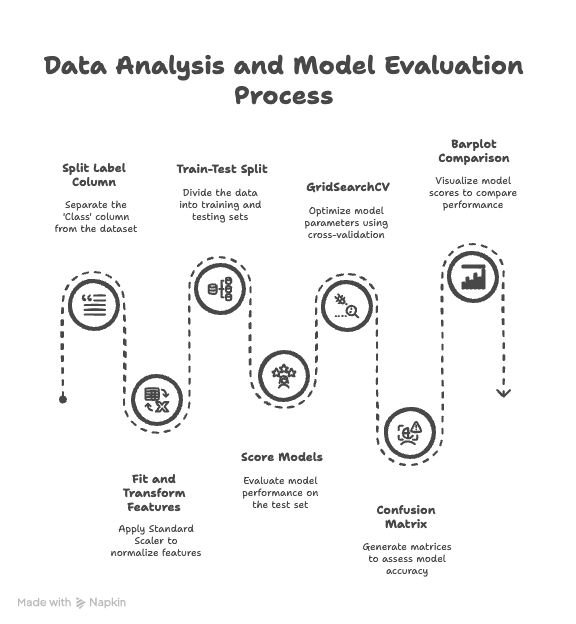 Data Analysis and Model Evaluation
Process
Split Label
Column
Separate the
'Class' column
from the dataset
Fit and
Transform
Features
Apply Standard
Scaler to
normalize features
Train-Test Split
Divide the data
into training and
testing sets
Score Models
Evaluate model
performance on
the test set
GridSearchCV
Optimize model
parameters using
cross-validation
Confusion
Matrix
Generate matrices
to assess model
accuracy
Barplot
Comparison
Visualize model
scores to compare
performance
Made with Napkin